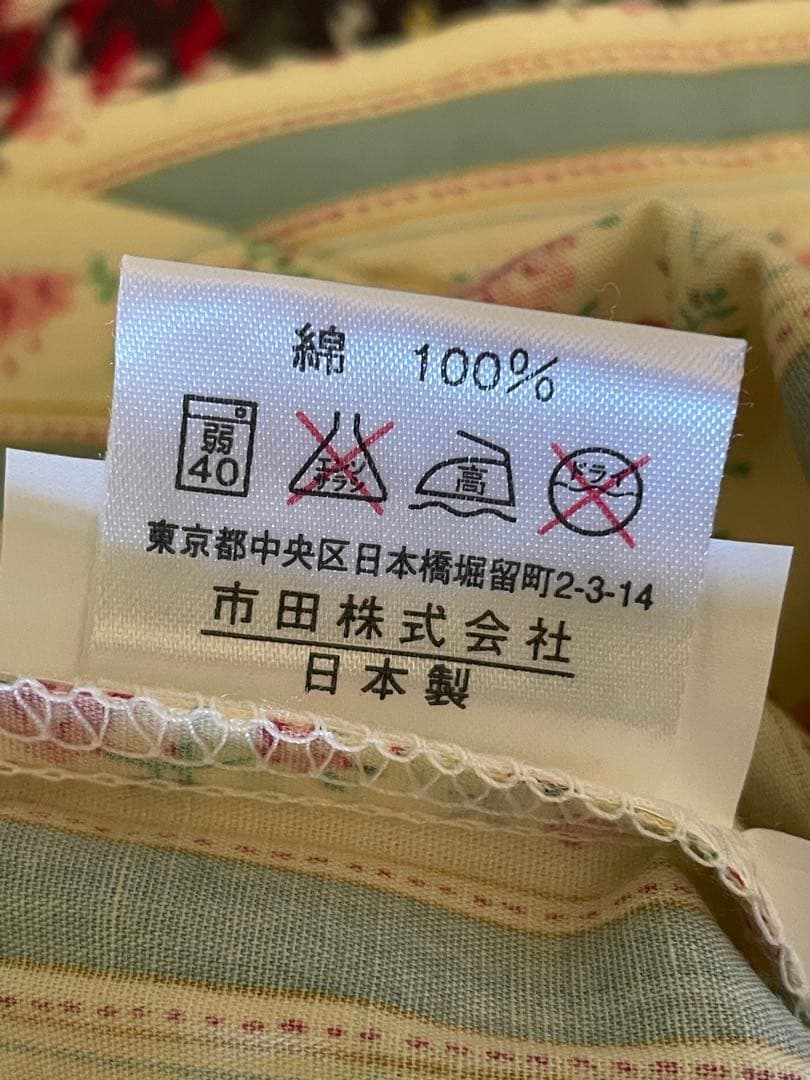 綿 100%
弱
40
エンソ
サラシ
高
ドライ
東京都中央区日本橋堀留町2-3-14
市田株式会社
日本製